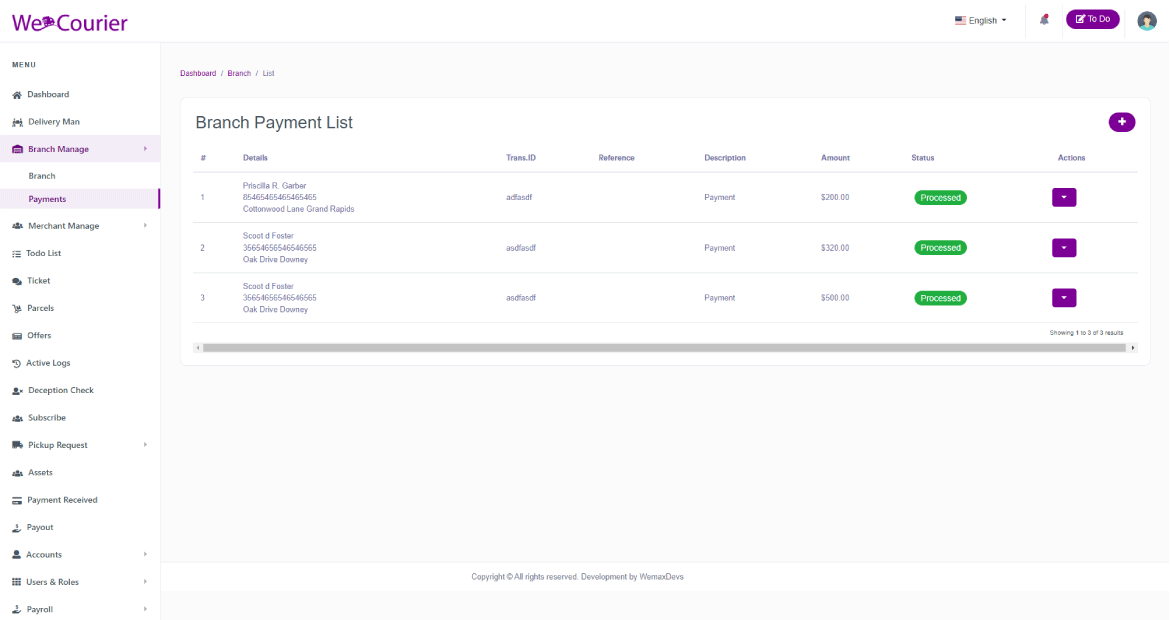 We Courier
English
To Do
MENU
Dashboard
Delivery Man
Branch Manage
Branch
Payments
Merchant Manage
Todo List
Ticket
Parcels
Offers
Active Logs
Deception Check
Subscribe
Pickup Request
Assets
Payment Received
Payout
Accounts
Users & Roles
Payroll
Dashboard / Branch / List
Branch Payment List
# Details Trans.ID Reference Description Amount Status Actions
Priscilla R. Garber
1 85465465465465465 adfasdf Payment $200.00 Processed
Cottonwood Lane Grand Rapids
Scoot d Foster
2 35654656546546565 asdfasdf Payment $320.00 Processed
Oak Drive Downey
Scoot d Foster
3 35654656546546565 asdfasdf Payment $500.00 Processed
Oak Drive Downey
Showing 1 to 3 of 3 results
Copyright © All rights reserved. Development by WemaxDevs